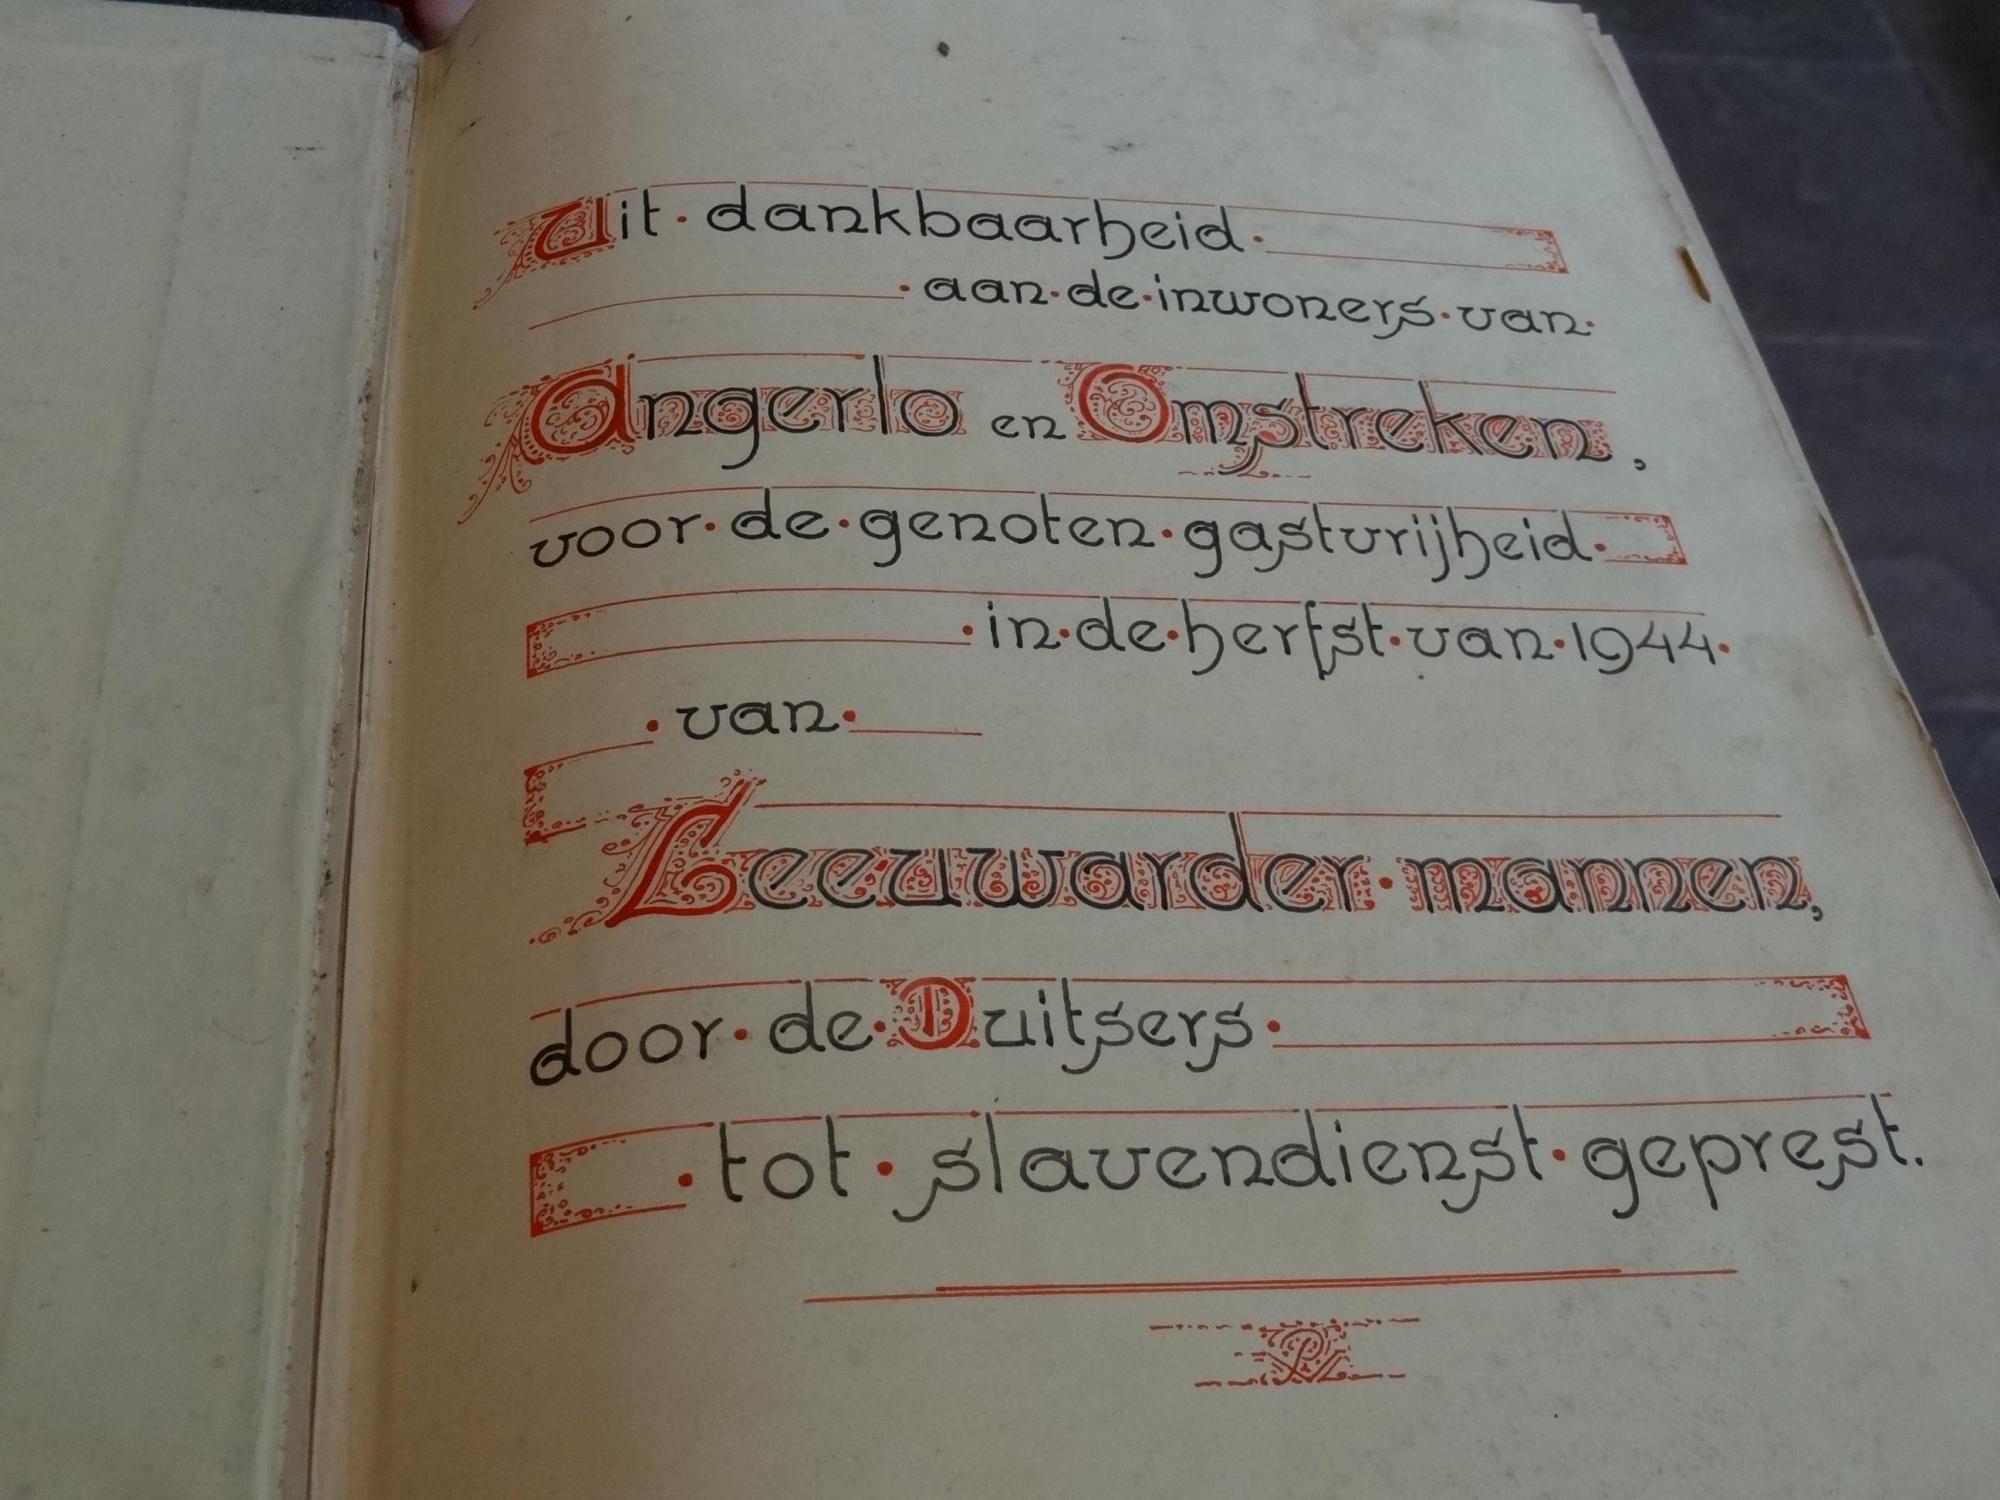 Uit · dankbaarheid ·
· aan · de · inwoners · van ·
Angerlo en Omstreken,
voor · de · genoten · gastvrijheid ·
· in · de · herfst · van · 1944 ·
· van ·
Leeuwarder · mannen,
door · de · Duitsers ·
· tot · slavendienst · geprest.